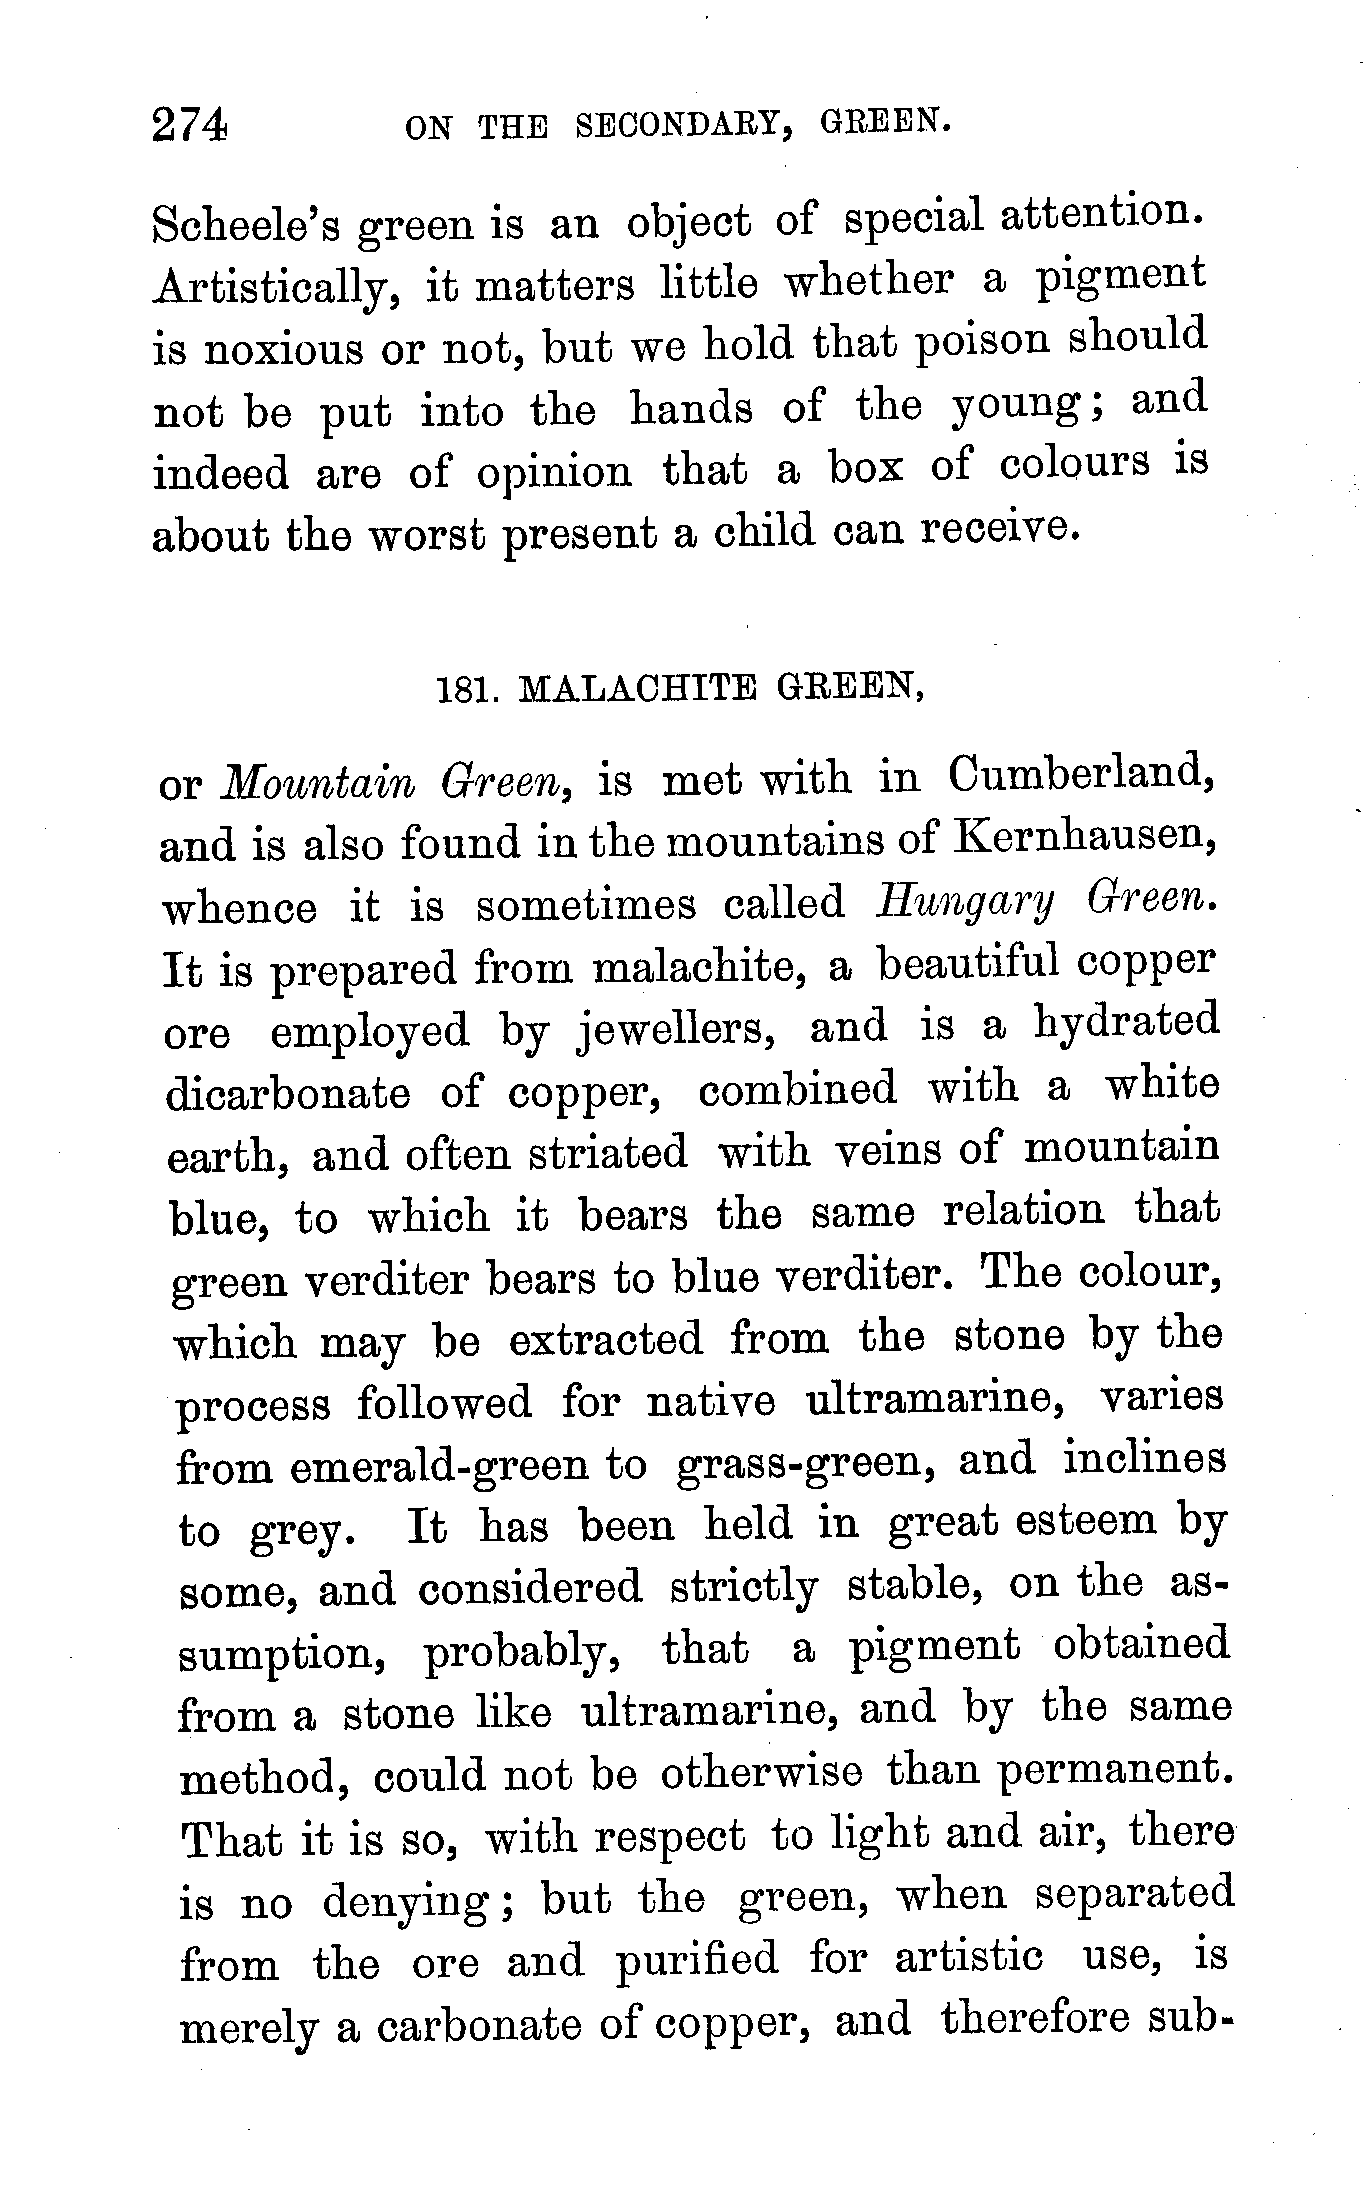 274 ON THE SECONDARY, GREEN.
Scheele’s green is an object of special attention.
Artistically, it matters little whether a pigment
is noxious or not, but we hold that poison should
not be put into the hands of the young; and
indeed are of opinion that a box of colours is
about the worst present a child can receive.
181. MALACHITE GREEN,
or Mountain Green, is met with in Cumberland,
and is also found in the mountains of Kernhausen,
whence it is sometimes called Hungary Green.
It is prepared from malachite, a beautiful copper
ore employed by jewellers, and is a hydrated
dicarbonate of copper, combined with a white
earth, and often striated with veins of mountain
blue, to which it bears the same relation that
green verditer bears to blue verditer. The colour,
which may be extracted from the stone by the
process followed for native ultramarine, varies
from emerald-green to grass-green, and inclines
to grey. It has been held in great esteem by
some, and considered strictly stable, on the as-
sumption, probably, that a pigment obtained
from a stone like ultramarine, and by the same
method, could not be otherwise than permanent.
That it is so, with respect to light and air, there
is no denying; but the green, when separated
from the ore and purified for artistic use, is
merely a carbonate of copper, and therefore sub-